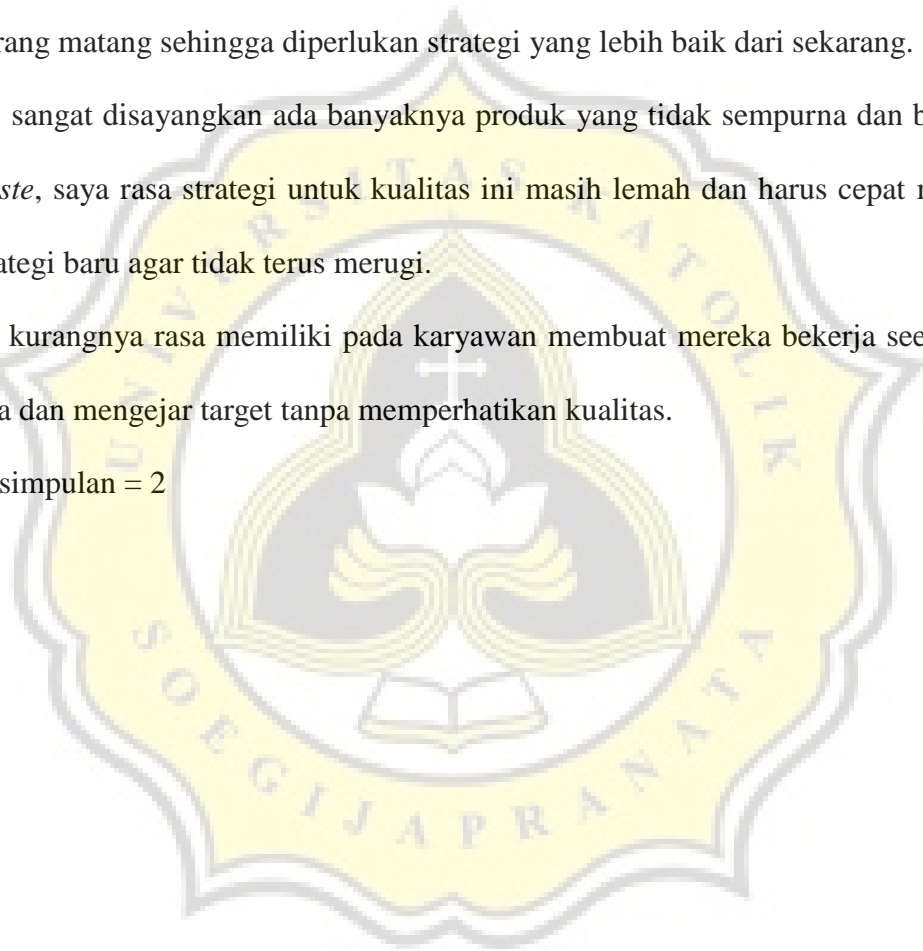 rang matang sehingga diperlukan strategi yang lebih baik dari sekarang.
sangat disayangkan ada banyaknya produk yang tidak sempurna dan b
ste, saya rasa strategi untuk kualitas ini masih lemah dan harus cepat
ategi baru agar tidak terus merugi.
kurangnya rasa memiliki pada karyawan membuat mereka bekerja see
a dan mengejar target tanpa memperhatikan kualitas.
simpulan = 2
UNIVERSITAS KATOLIK
SOEGIJAPRANATA